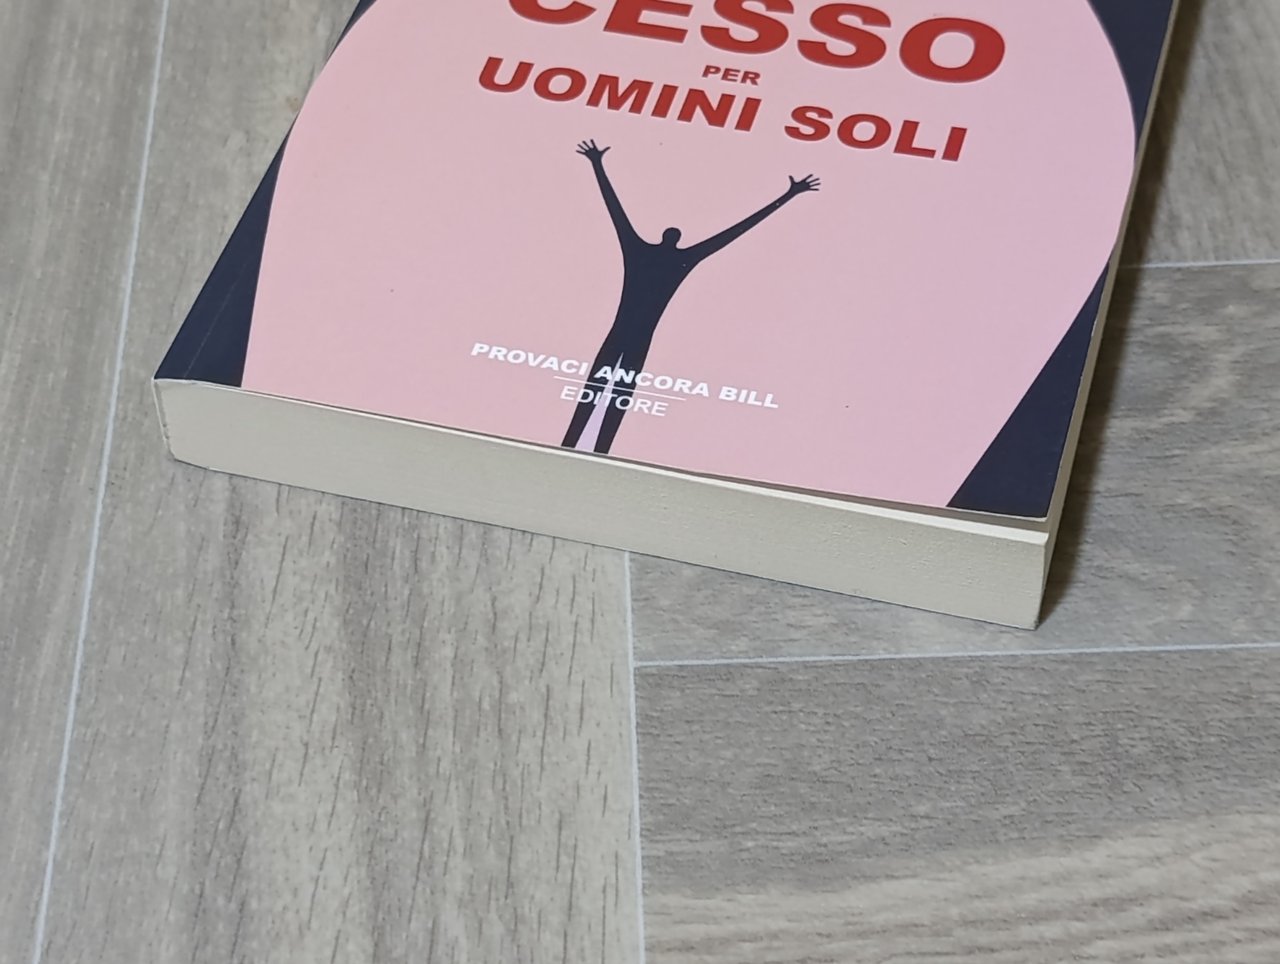 CESSO
PER
UOMINI SOLI
PROVACI ANCORA BILL
EDITORE